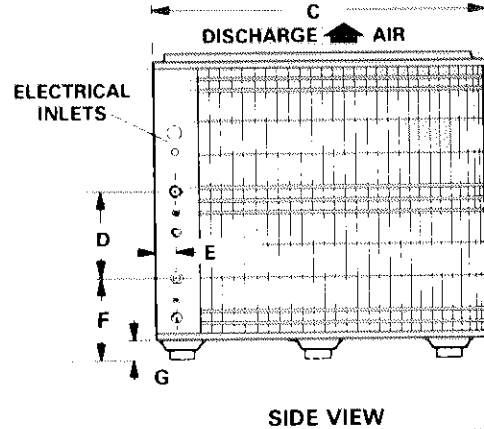 C
DISCHARGE AIR
ELECTRICAL
INLETS
D
E
F
G
SIDE VIEW